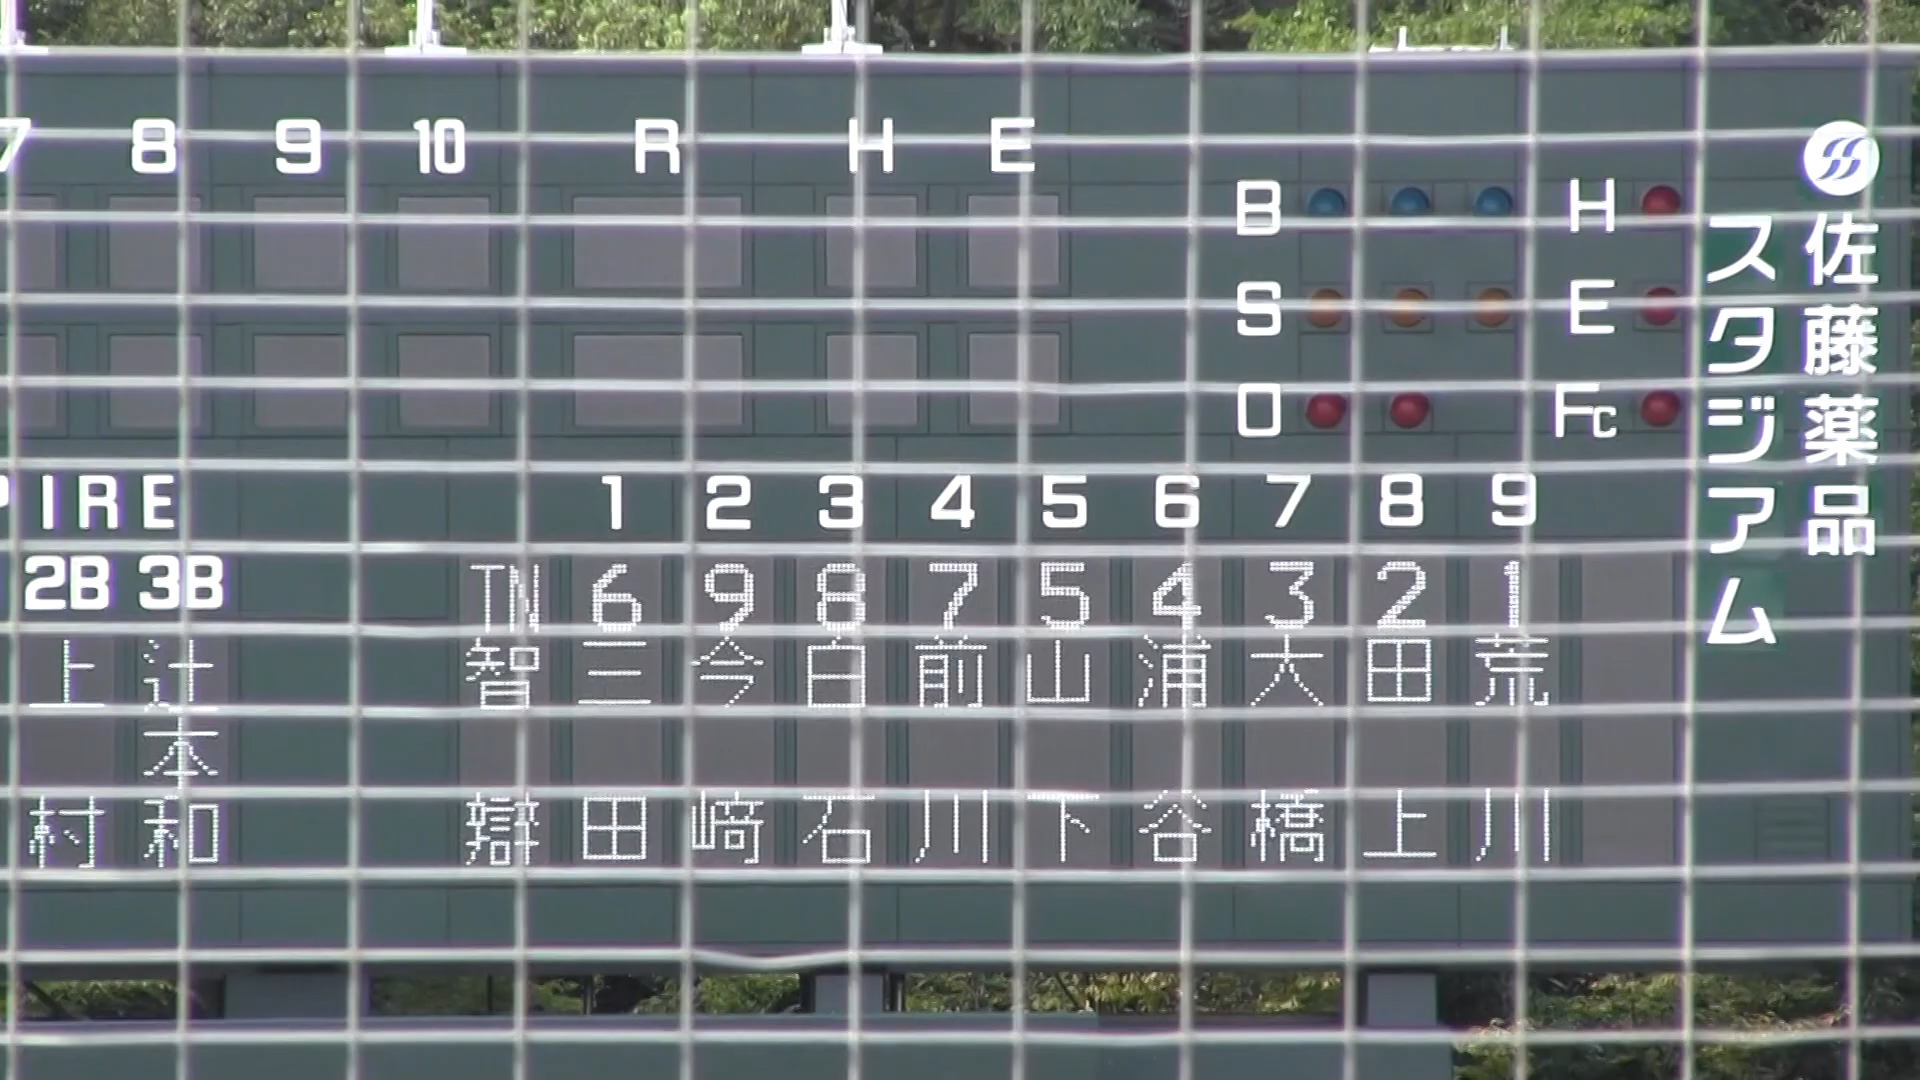 7 8 9 10 R H E
B H
S E
O Fc
佐藤薬品
スタジアム
PIRE 1 2 3 4 5 6 7 8 9
2B 3B TN 6 9 8 7 5 4 3 2 1
上村 辻本和 智辯 三田 今﨑 白石 前川 山下 浦谷 大橋 田上 荒川